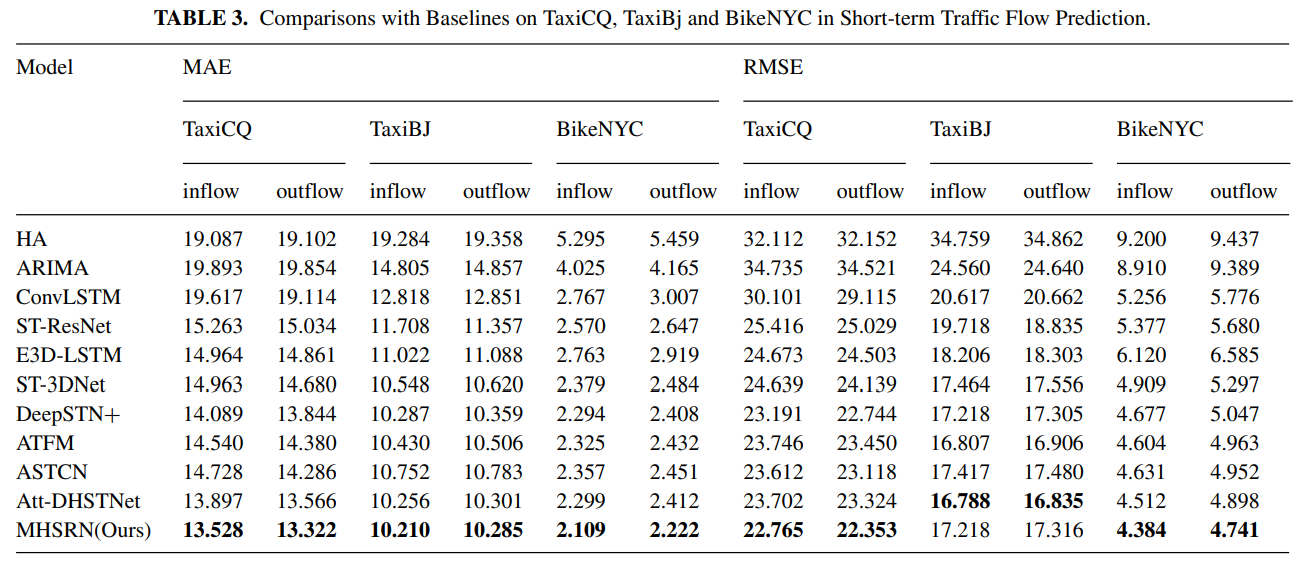 TABLE 3. Comparisons with Baselines on TaxiCQ, TaxiBj and BikeNYC in Short-term Traffic Flow Prediction.
Model MAE RMSE
TaxiCQ TaxiBJ BikeNYC TaxiCQ TaxiBJ BikeNYC
inflow outflow inflow outflow inflow outflow inflow outflow inflow outflow inflow outflow
HA 19.087 19.102 19.284 19.358 5.295 5.459 32.112 32.152 34.759 34.862 9.200 9.437
ARIMA 19.893 19.854 14.805 14.857 4.025 4.165 34.735 34.521 24.560 24.640 8.910 9.389
ConvLSTM 19.617 19.114 12.818 12.851 2.767 3.007 30.101 29.115 20.617 20.662 5.256 5.776
ST-ResNet 15.263 15.034 11.708 11.357 2.570 2.647 25.416 25.029 19.718 18.835 5.377 5.680
E3D-LSTM 14.964 14.861 11.022 11.088 2.763 2.919 24.673 24.503 18.206 18.303 6.120 6.585
ST-3DNet 14.963 14.680 10.548 10.620 2.379 2.484 24.639 24.139 17.464 17.556 4.909 5.297
DeepSTN+ 14.089 13.844 10.287 10.359 2.294 2.408 23.191 22.744 17.218 17.305 4.677 5.047
ATFM 14.540 14.380 10.430 10.506 2.325 2.432 23.746 23.450 16.807 16.906 4.604 4.963
ASTCN 14.728 14.286 10.752 10.783 2.357 2.451 23.612 23.118 17.417 17.480 4.631 4.952
Att-DHSTNet 13.897 13.566 10.256 10.301 2.299 2.412 23.702 23.324 16.788 16.835 4.512 4.898
MHSRN(Ours) 13.528 13.322 10.210 10.285 2.109 2.222 22.765 22.353 17.218 17.316 4.384 4.741